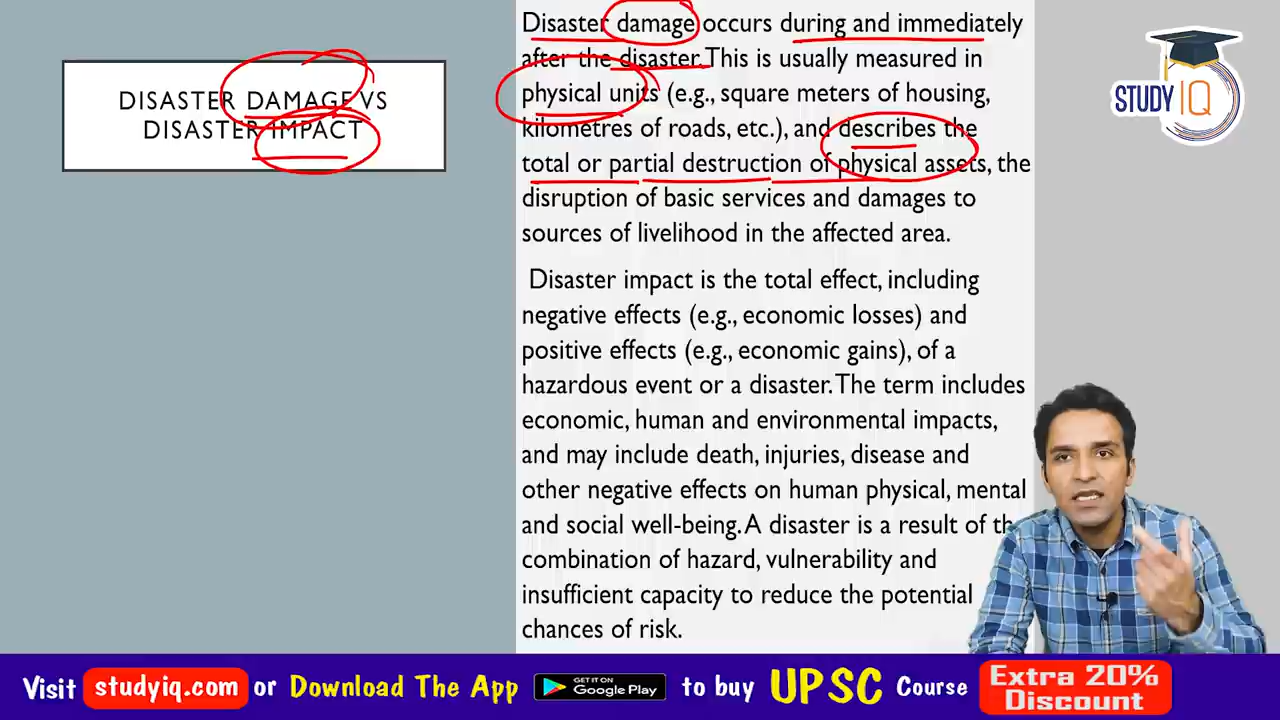 DISASTER DAMAGE VS
DISASTER IMPACT
Disaster damage occurs during and immediately
after the disaster. This is usually measured in
physical units (e.g., square meters of housing,
kilometres of roads, etc.), and describes the
total or partial destruction of physical assets, the
disruption of basic services and damages to
sources of livelihood in the affected area.
Disaster impact is the total effect, including
negative effects (e.g., economic losses) and
positive effects (e.g., economic gains), of a
hazardous event or a disaster. The term includes
economic, human and environmental impacts,
and may include death, injuries, disease and
other negative effects on human physical, mental
and social well-being. A disaster is a result of
combination of hazard, vulnerability and
insufficient capacity to reduce the potential
chances of risk.
STUDY IQ
Visit studyiq.com or Download The App GET IT ON Google Play to buy UPSC Course Extra 20%
Discount